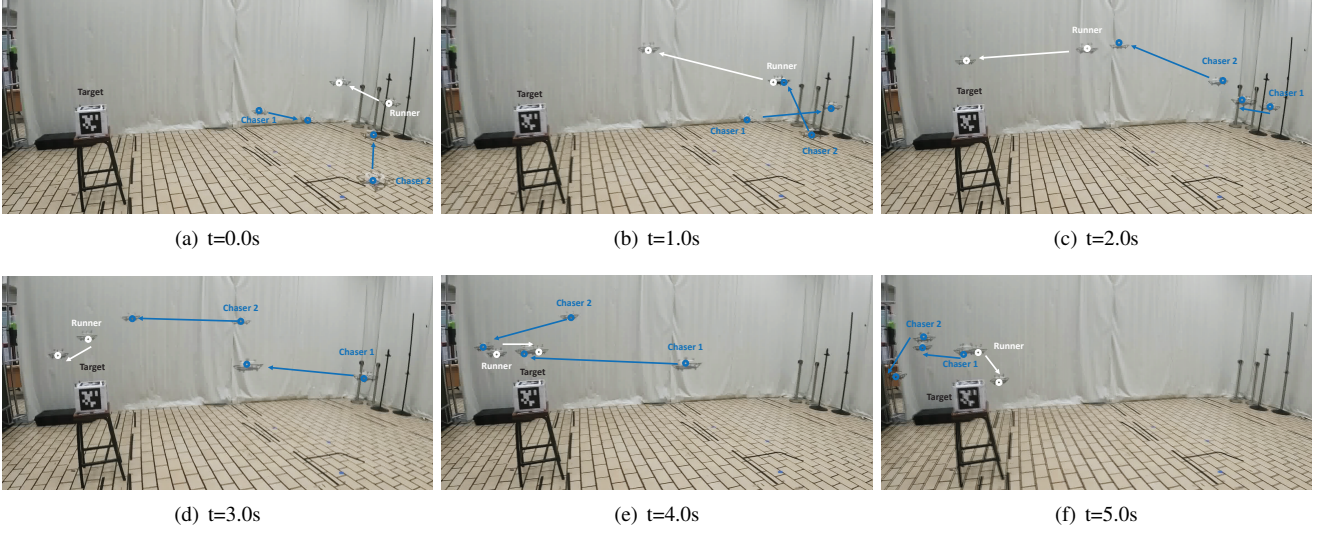 Target
Runner
Chaser 1
Chaser 2
(a) t=0.0s
Target
Runner
Chaser 1
Chaser 2
(b) t=1.0s
Runner
Chaser 2
Chaser 1
Target
(c) t=2.0s
Chaser 2
Runner
Chaser 1
Target
(d) t=3.0s
Chaser 2
Chaser 1
Runner
Target
(e) t=4.0s
Chaser 2
Runner
Chaser 1
Target
(f) t=5.0s